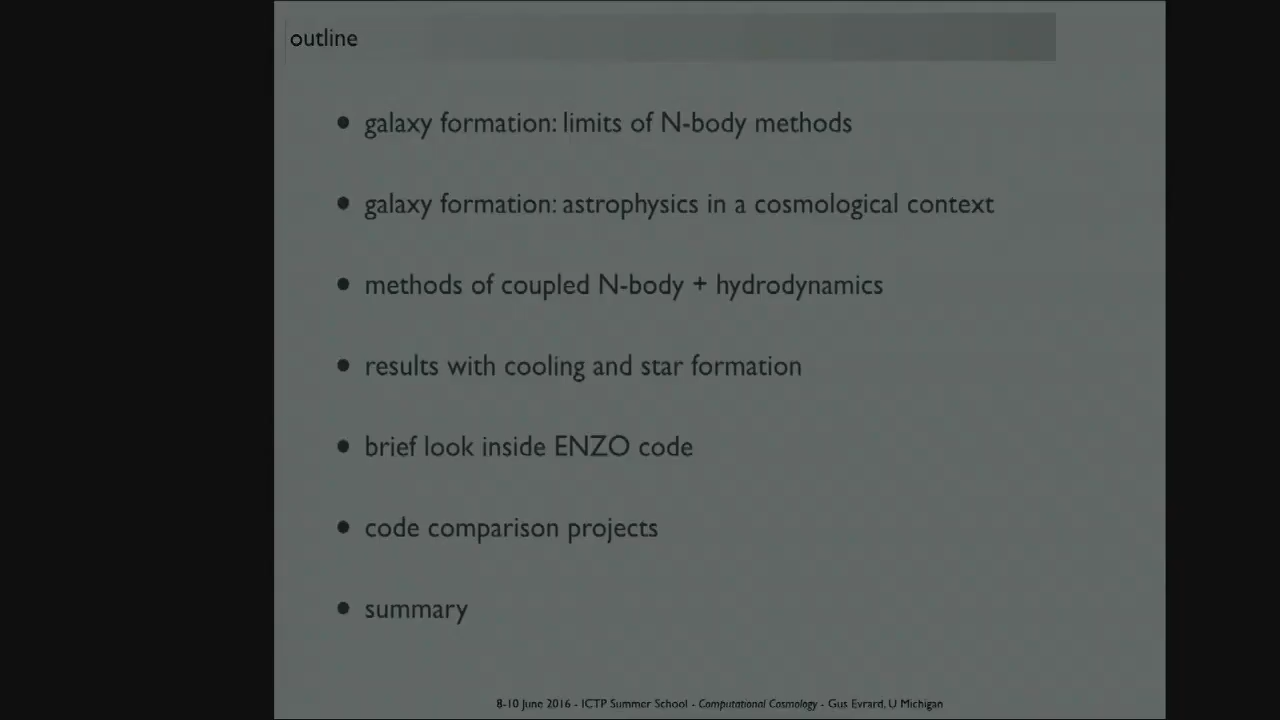 outline
• galaxy formation: limits of N-body methods
• galaxy formation: astrophysics in a cosmological context
• methods of coupled N-body + hydrodynamics
• results with cooling and star formation
• brief look inside ENZO code
• code comparison projects
• summary
8-10 June 2016 - ICTP Summer School - Computational Cosmology - Gus Evrard, U Michigan